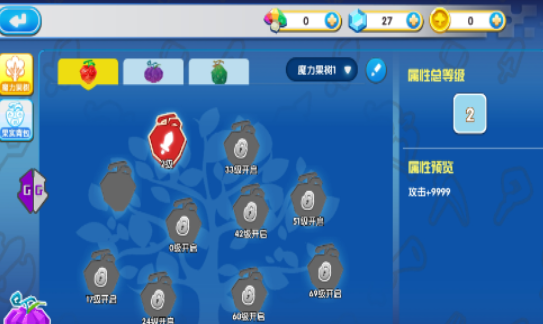 0
27
0
魔力果树1
属性总等级
魔力果树
2
果实背包
2级
33级开启
属性预览
攻击+9999
GG
51级开启
42级开启
0级开启
17级开启
69级开启
60级开启
24级开启